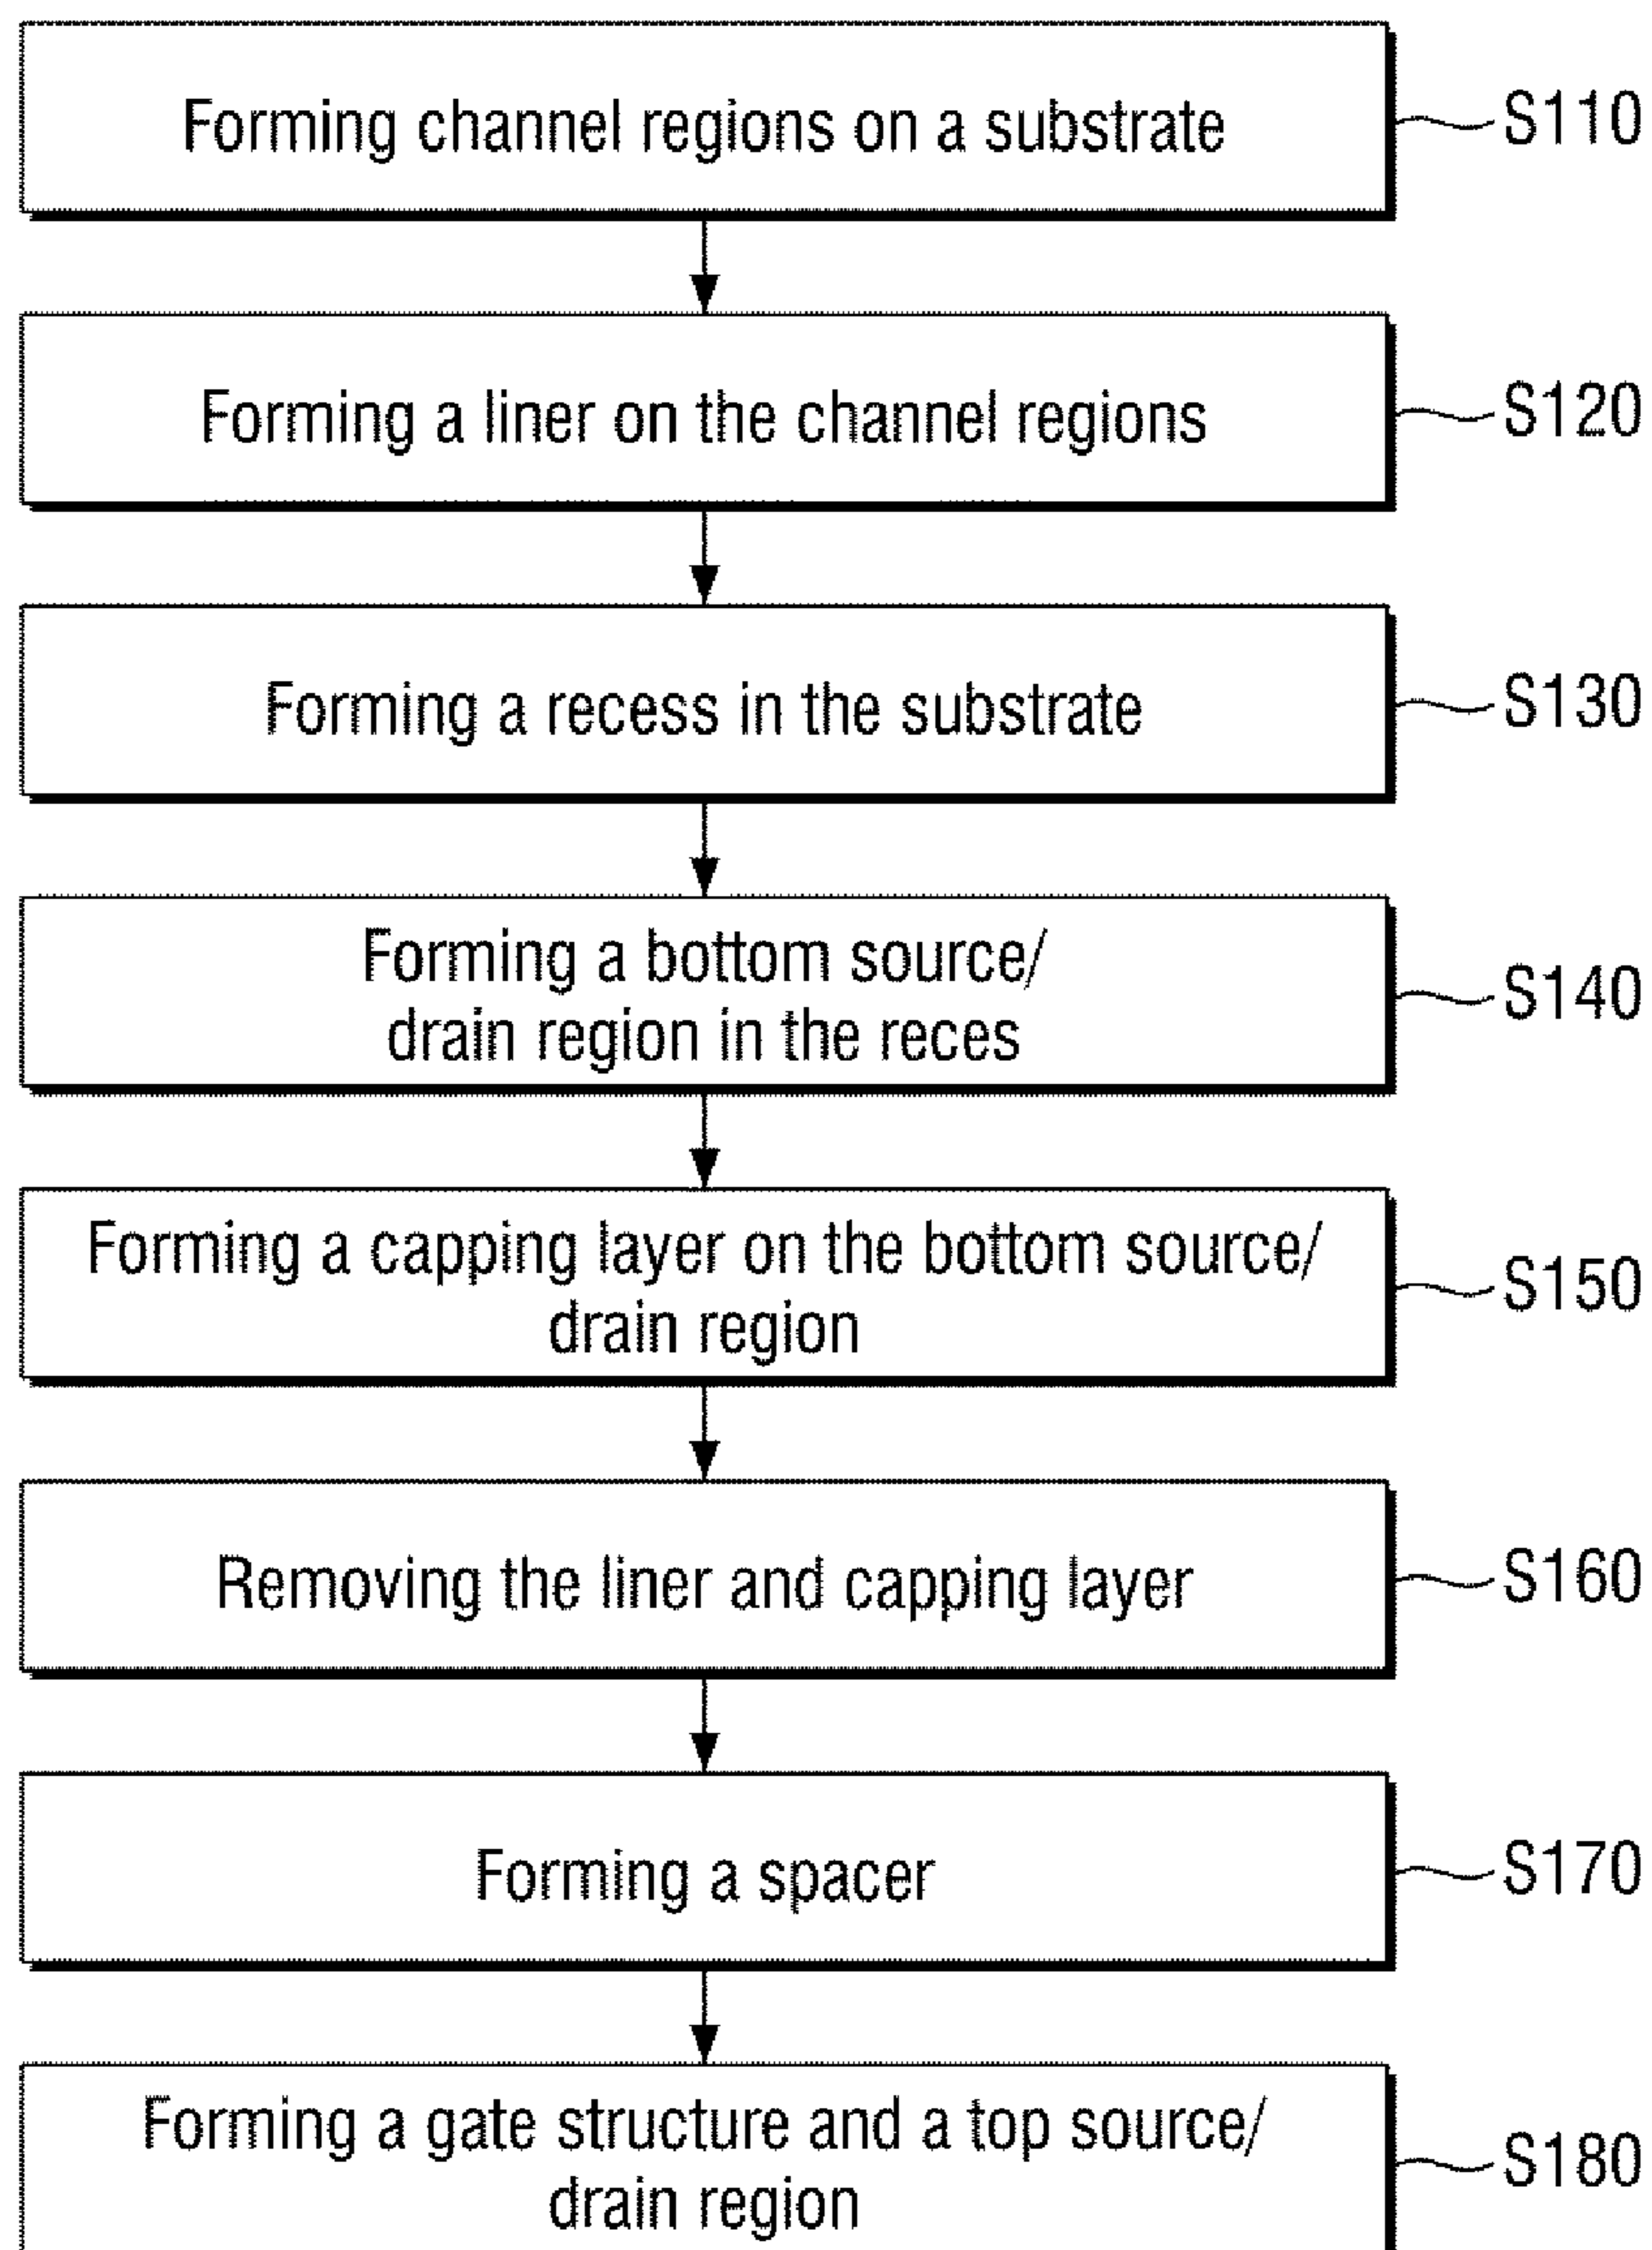 Forming channel regions on a substrate
S110
Forming a liner on the channel regions
S120
Forming a recess in the substrate
S130
Forming a bottom source/
drain region in the reces
S140
Forming a capping layer on the bottom source/
drain region
S150
Removing the liner and capping layer
S160
Forming a spacer
S170
Forming a gate structure and a top source/
drain region
S180